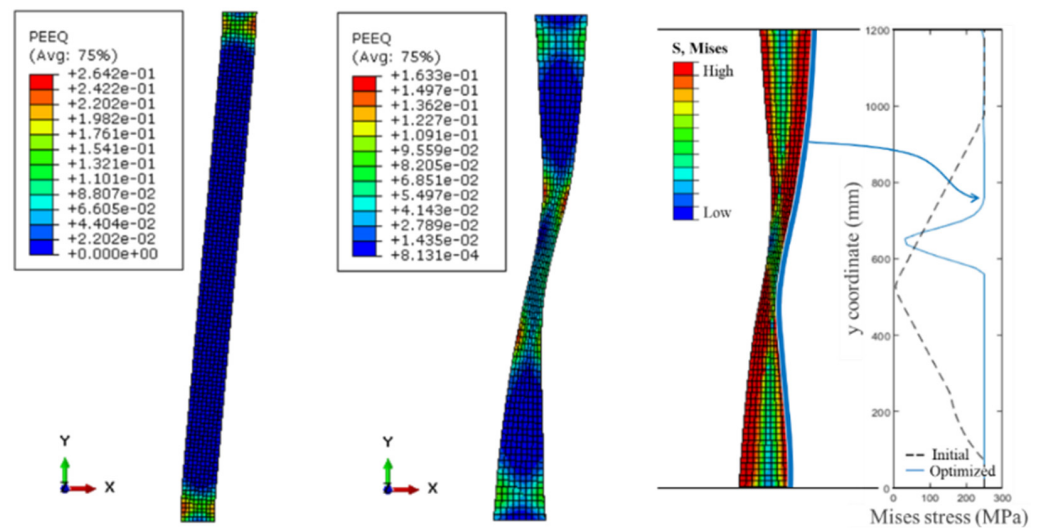 PEEQ
(Avg: 75%)
+2.642e-01
+2.422e-01
+2.202e-01
+1.982e-01
+1.761e-01
+1.541e-01
+1.321e-01
+1.101e-01
+8.807e-02
+6.605e-02
+4.404e-02
+2.202e-02
+0.000e+00
Y
X
PEEQ
(Avg: 75%)
+1.633e-01
+1.497e-01
+1.362e-01
+1.227e-01
+1.091e-01
+9.559e-02
+8.205e-02
+6.851e-02
+5.497e-02
+4.143e-02
+2.789e-02
+1.435e-02
+8.131e-04
Y
X
S, Mises
High
Low
1200
1000
800
600
400
200
0
y coordinate (mm)
Initial
Optimized
0 100 200 300
Mises stress (MPa)